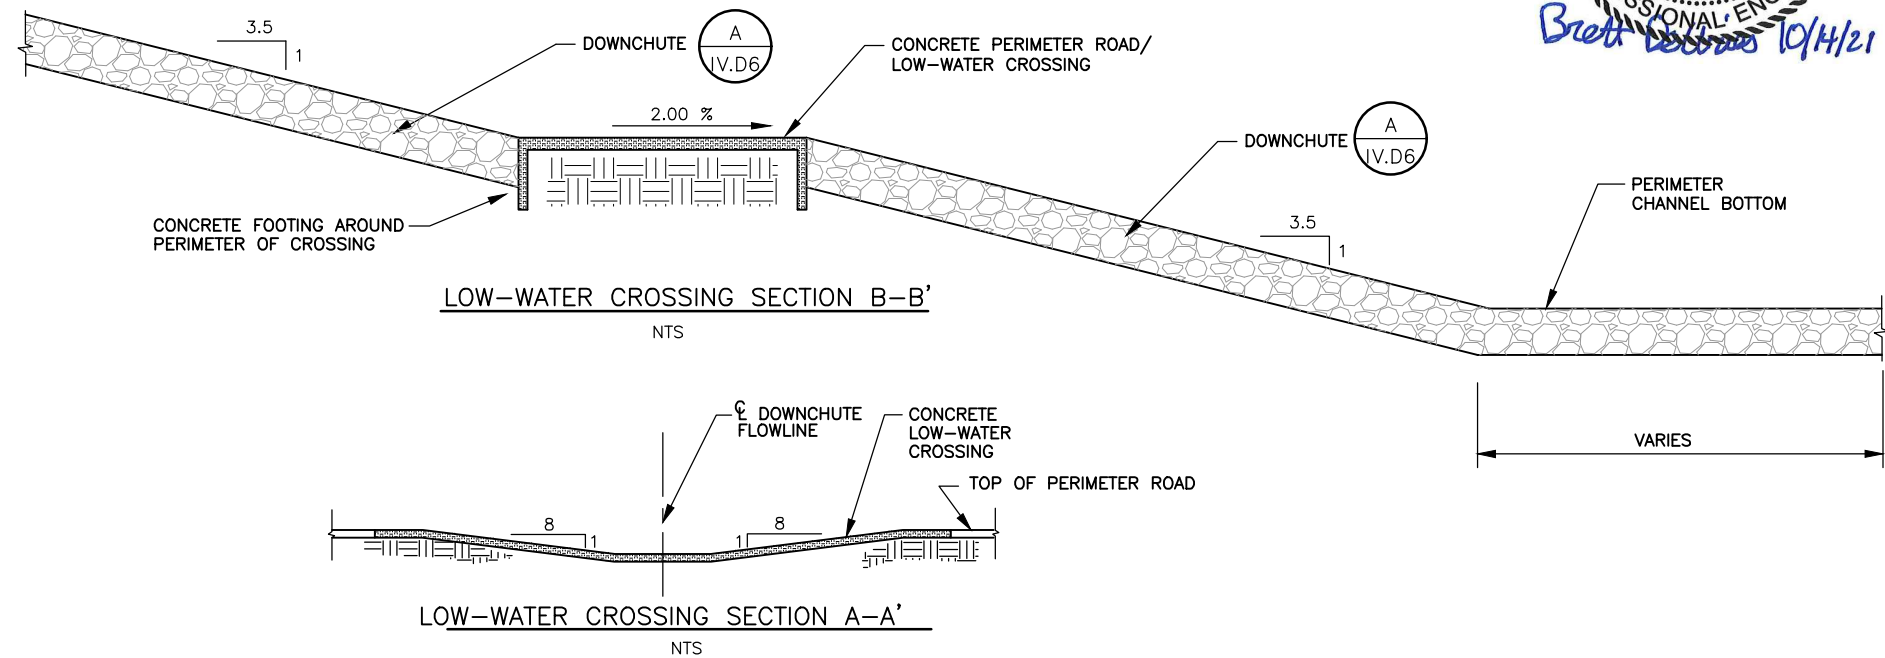 SSIONAL ENG
Brett 10/14/21
3.5
1
DOWNCHUTE
A
IV.D6
CONCRETE PERIMETER ROAD/
LOW-WATER CROSSING
2.00 %
DOWNCHUTE
A
IV.D6
PERIMETER
CHANNEL BOTTOM
CONCRETE FOOTING AROUND
PERIMETER OF CROSSING
3.5
1
LOW-WATER CROSSING SECTION B-B'
NTS
VARIES
℄ DOWNCHUTE
FLOWLINE
CONCRETE
LOW-WATER
CROSSING
TOP OF PERIMETER ROAD
8
1
8
1
LOW-WATER CROSSING SECTION A-A'
NTS